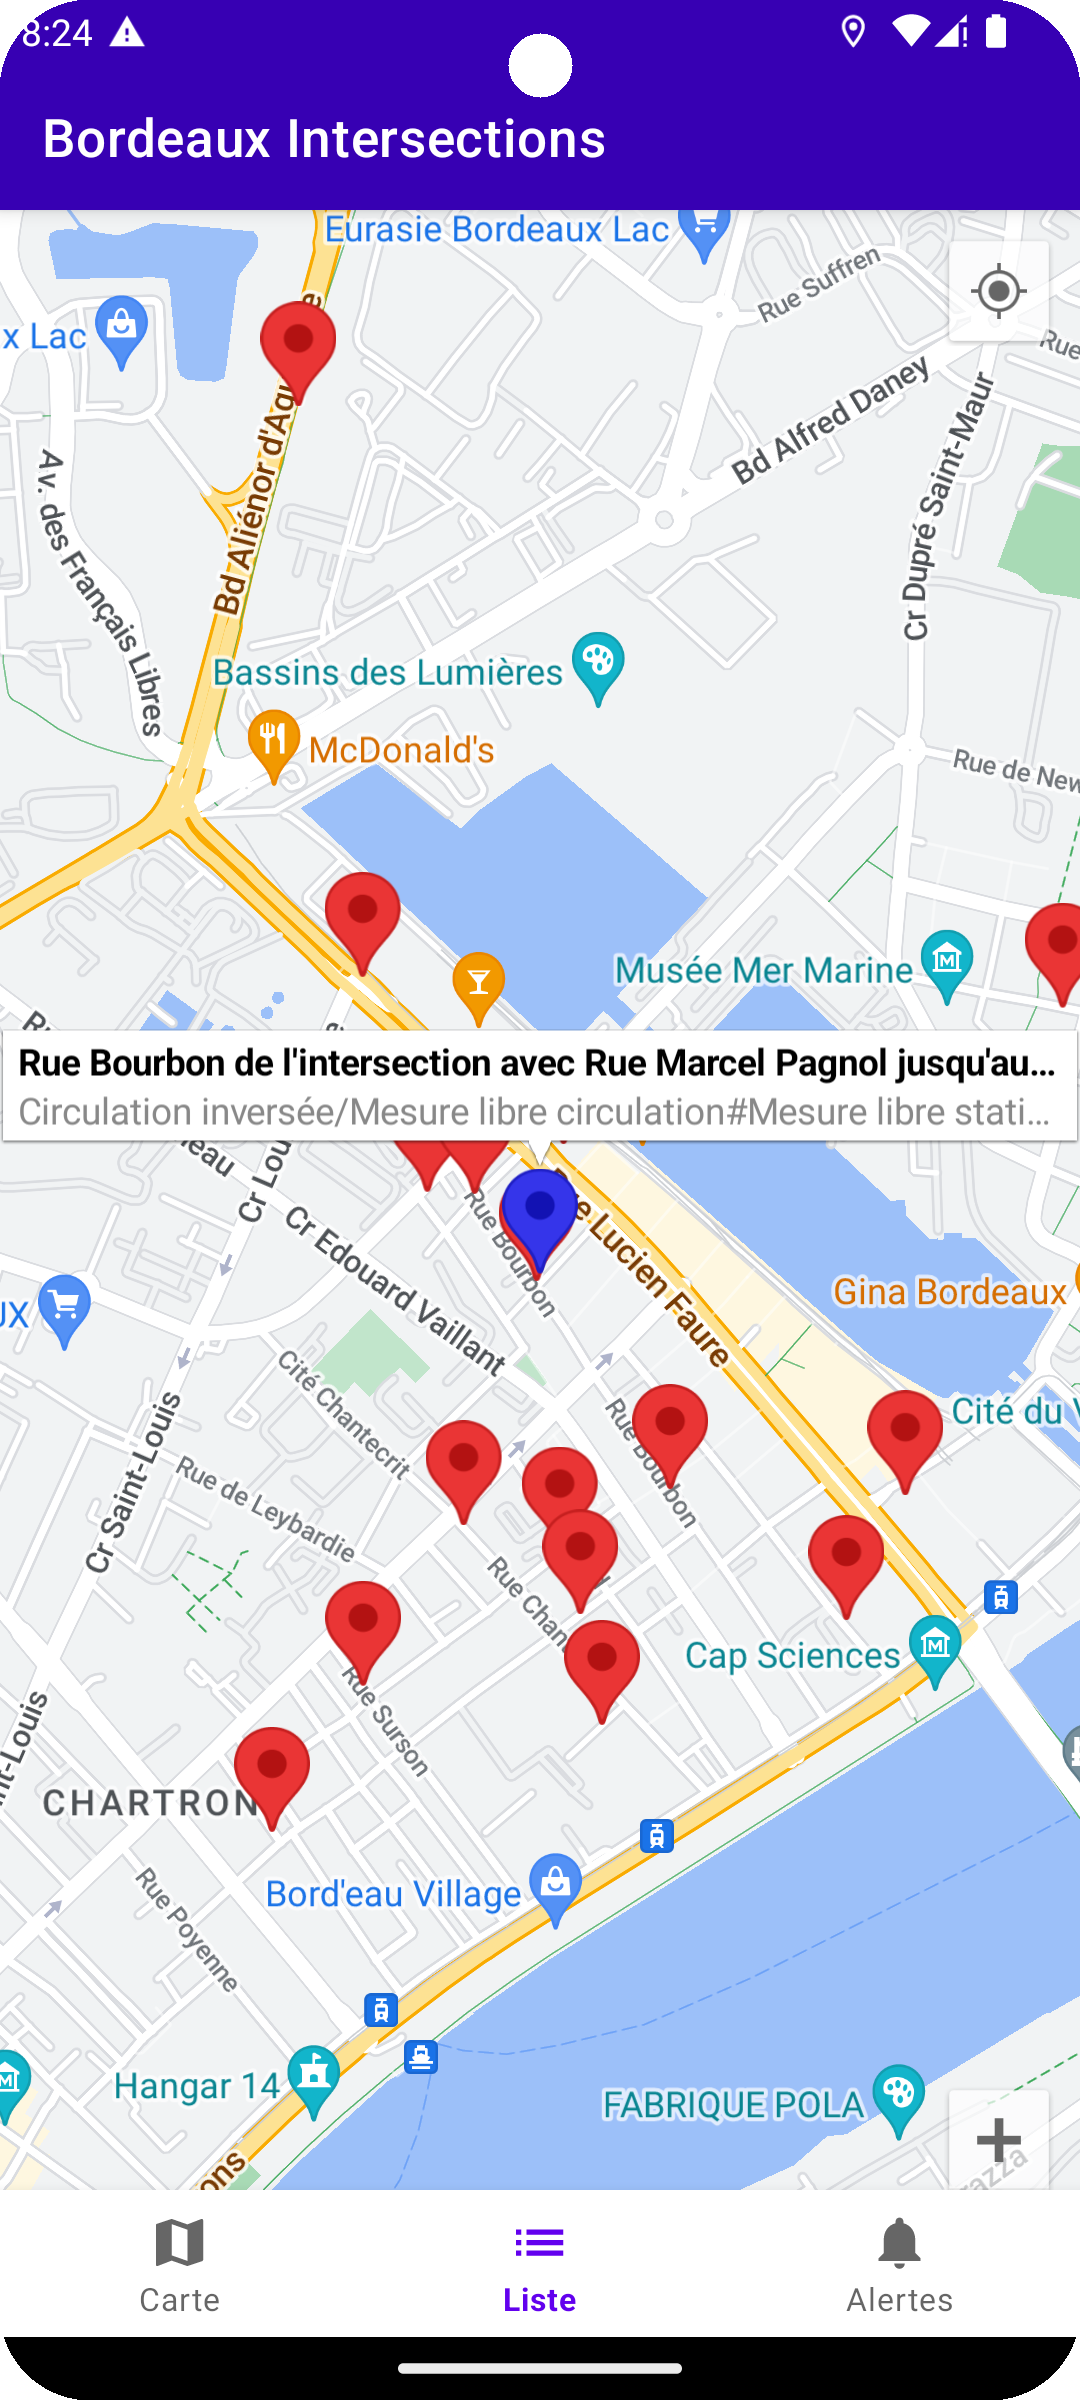 8:24
Bordeaux Intersections
Eurasie Bordeaux Lac
Rue Suffren
x Lac
Rue
Bd Alfred Daney
Cr Dupré Saint-Maur
Av. des Français Libres
Bd Aliénor d'Aq
e
Bassins des Lumières
McDonald's
Rue de New
Musée Mer Marine
Rue Bourbon de l'intersection avec Rue Marcel Pagnol jusqu'au...
Circulation inversée/Mesure libre circulation#Mesure libre stati...
eau
Cr Lou
Cr Edouard Vaillant
Rue Bourbon
e Lucien Faure
Gina Bordeaux
UX
Cité du V
Cité Chantecrit
Rue Bourbon
Cr Saint-Louis
Rue de Leybardie
Rue Chant
Cap Sciences
Rue Surson
nt-Louis
CHARTRON
Bord'eau Village
Rue Poyenne
Hangar 14
FABRIQUE POLA
ons
azza
Carte
Liste
Alertes